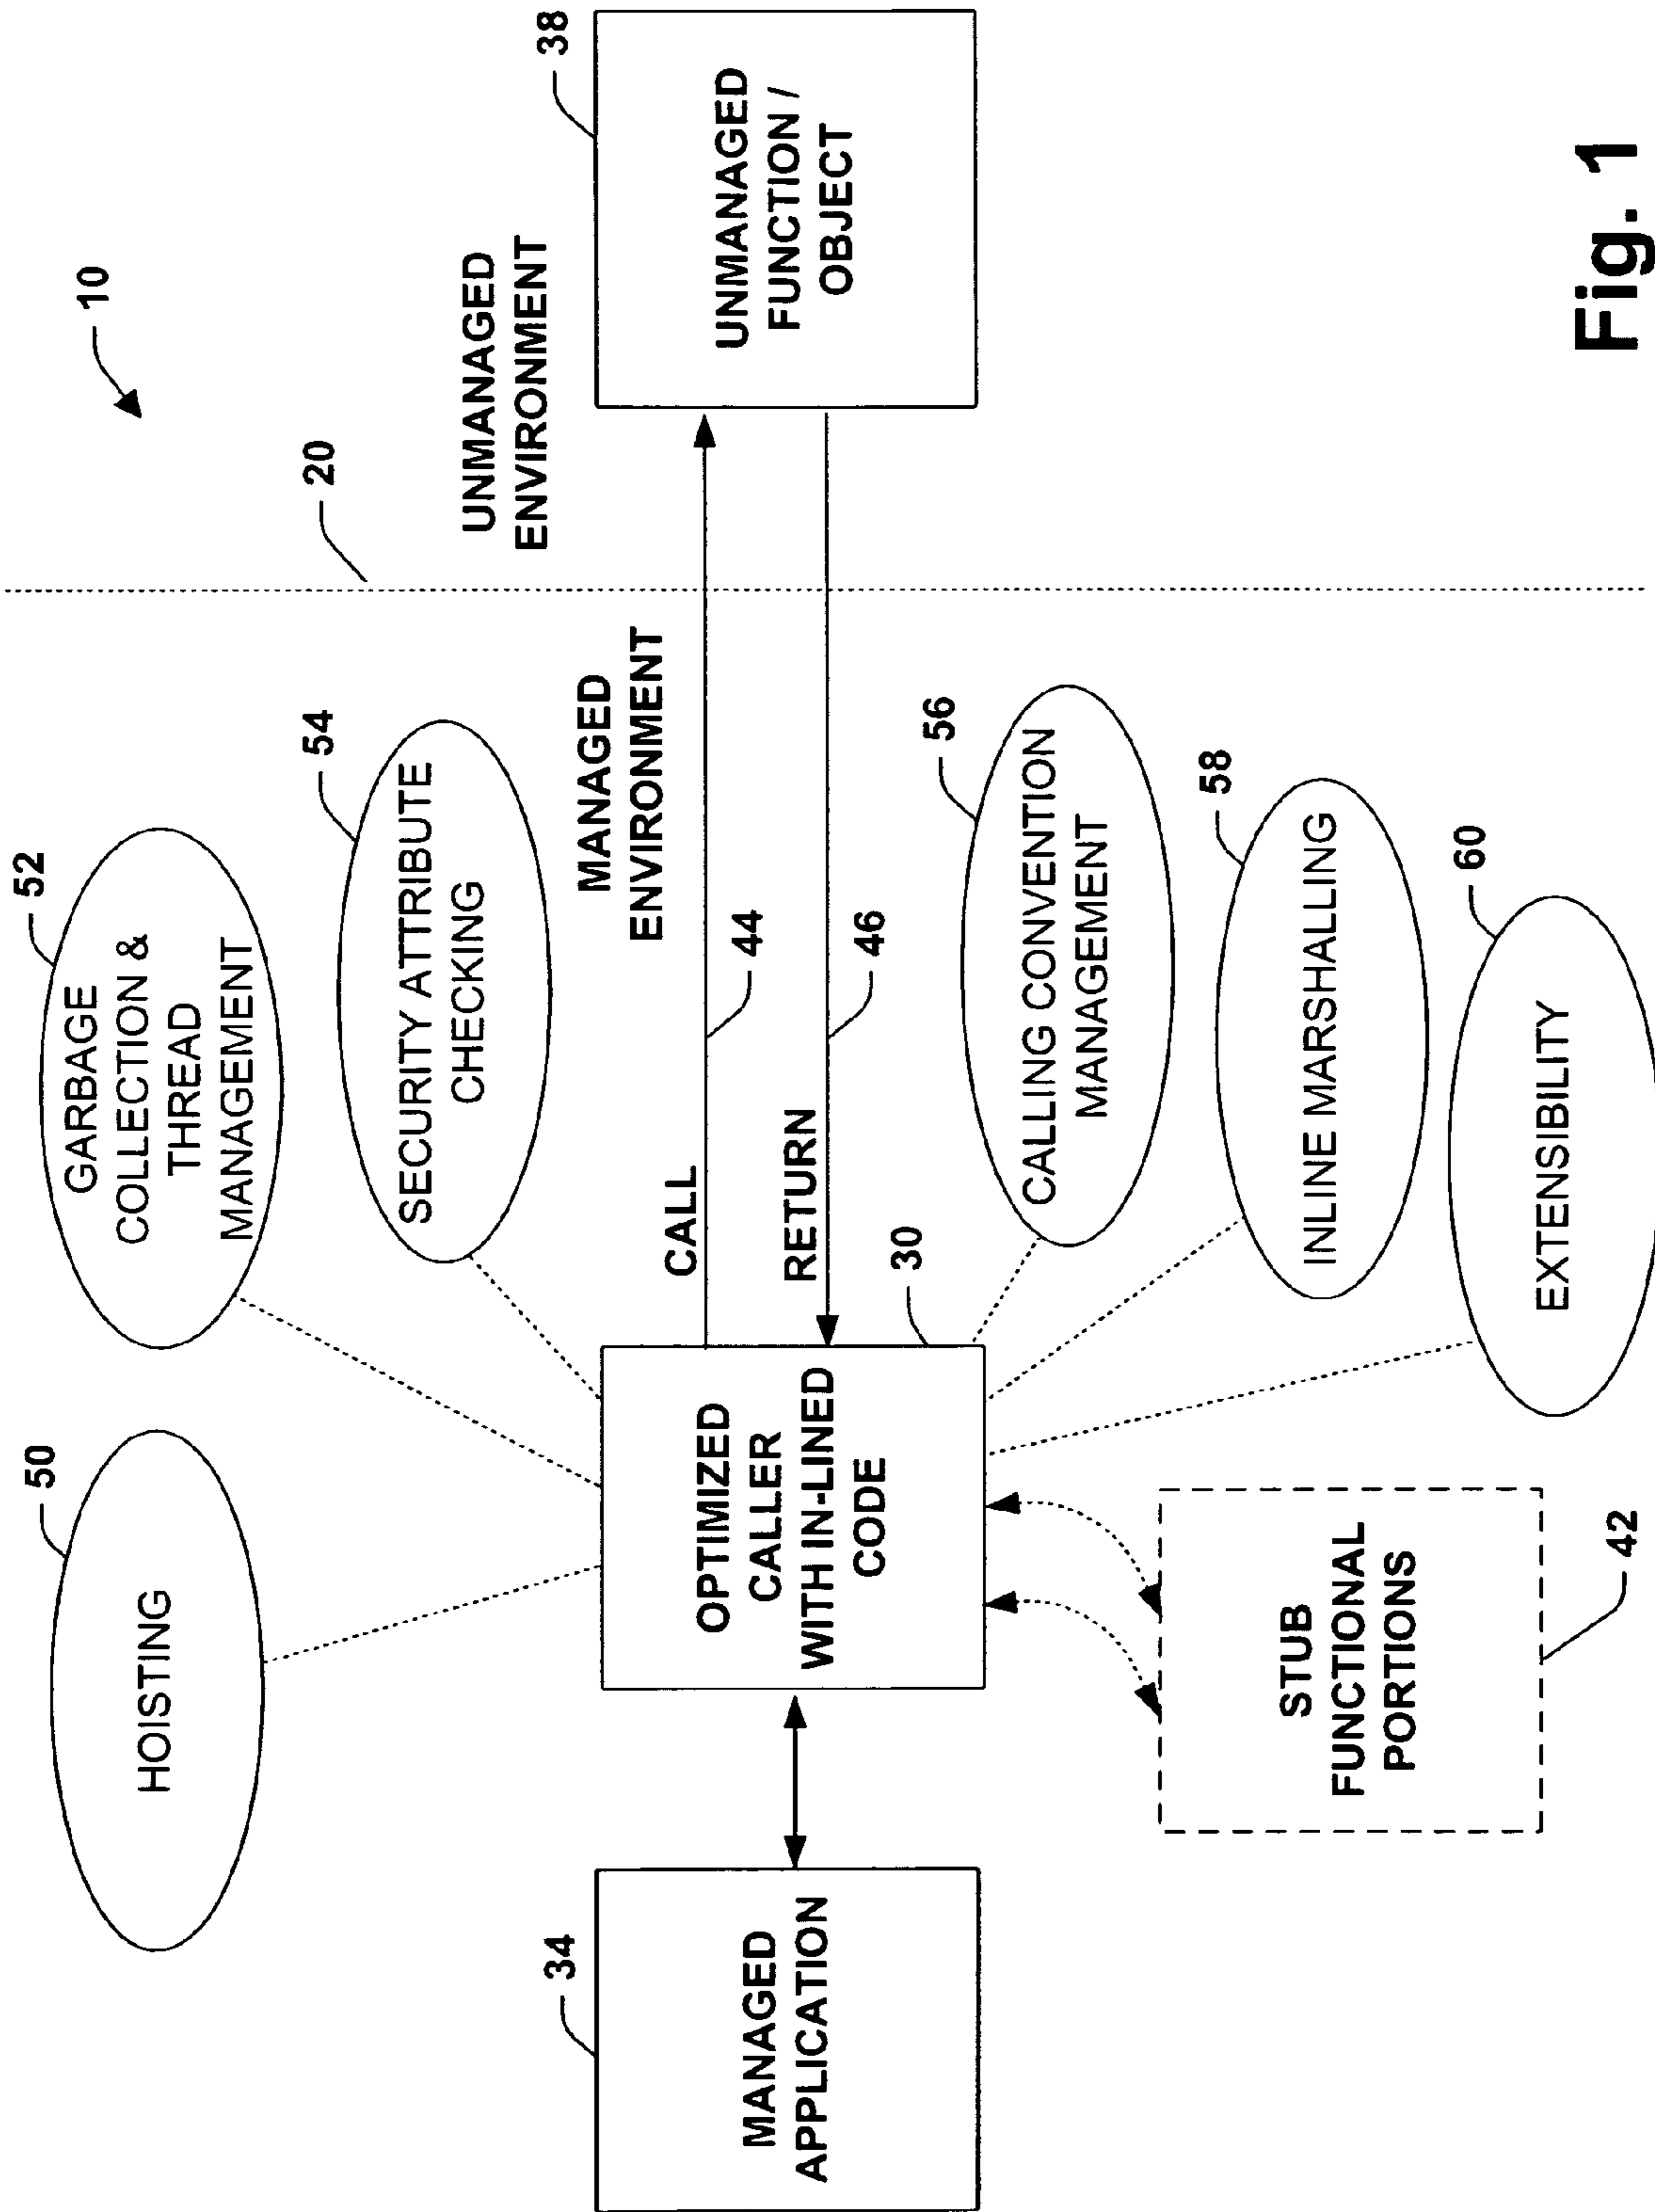 10
20
UNMANAGED
ENVIRONMENT
38
UNMANAGED
FUNCTION /
OBJECT
50
HOISTING
52
GARBAGE
COLLECTION &
THREAD
MANAGEMENT
54
SECURITY ATTRIBUTE
CHECKING
MANAGED
ENVIRONMENT
CALL
44
RETURN
46
34
MANAGED
APPLICATION
30
OPTIMIZED
CALLER
WITH IN-LINED
CODE
56
CALLING CONVENTION
MANAGEMENT
58
INLINE MARSHALLING
60
EXTENSIBILITY
STUB
FUNCTIONAL
PORTIONS
42
Fig. 1